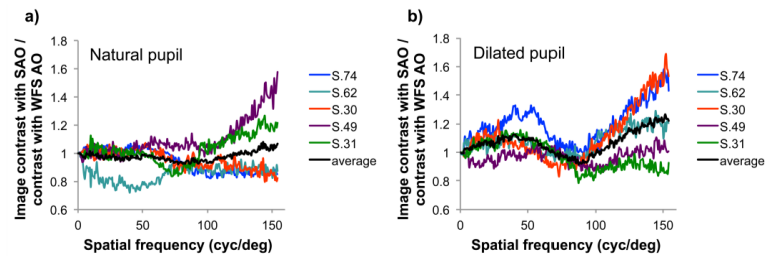 a)
Natural pupil
Image contrast with SAO /
contrast with WFS AO
1.8
1.6
1.4
1.2
1
0.8
0.6
0
50
100
150
Spatial frequency (cyc/deg)
S.74
S.62
S.30
S.49
S.31
average
b)
Dilated pupil
Image contrast with SAO /
contrast with WFS AO
1.8
1.6
1.4
1.2
1
0.8
0.6
0
50
100
150
Spatial frequency (cyc/deg)
S.74
S.62
S.30
S.49
S.31
average